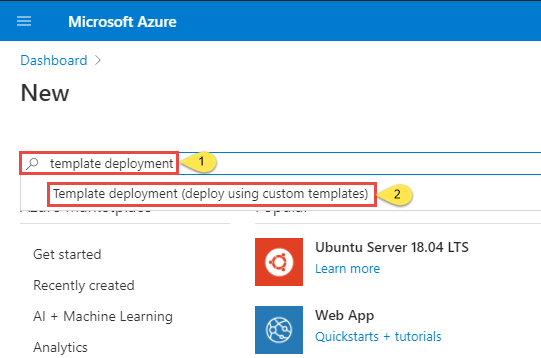 Microsoft Azure
Dashboard
New
template deployment
1
Template deployment (deploy using custom templates)
2
Azure Marketplace
Popular
Get started
Recently created
AI + Machine Learning
Analytics
Ubuntu Server 18.04 LTS
Learn more
Web App
Quickstarts + tutorials